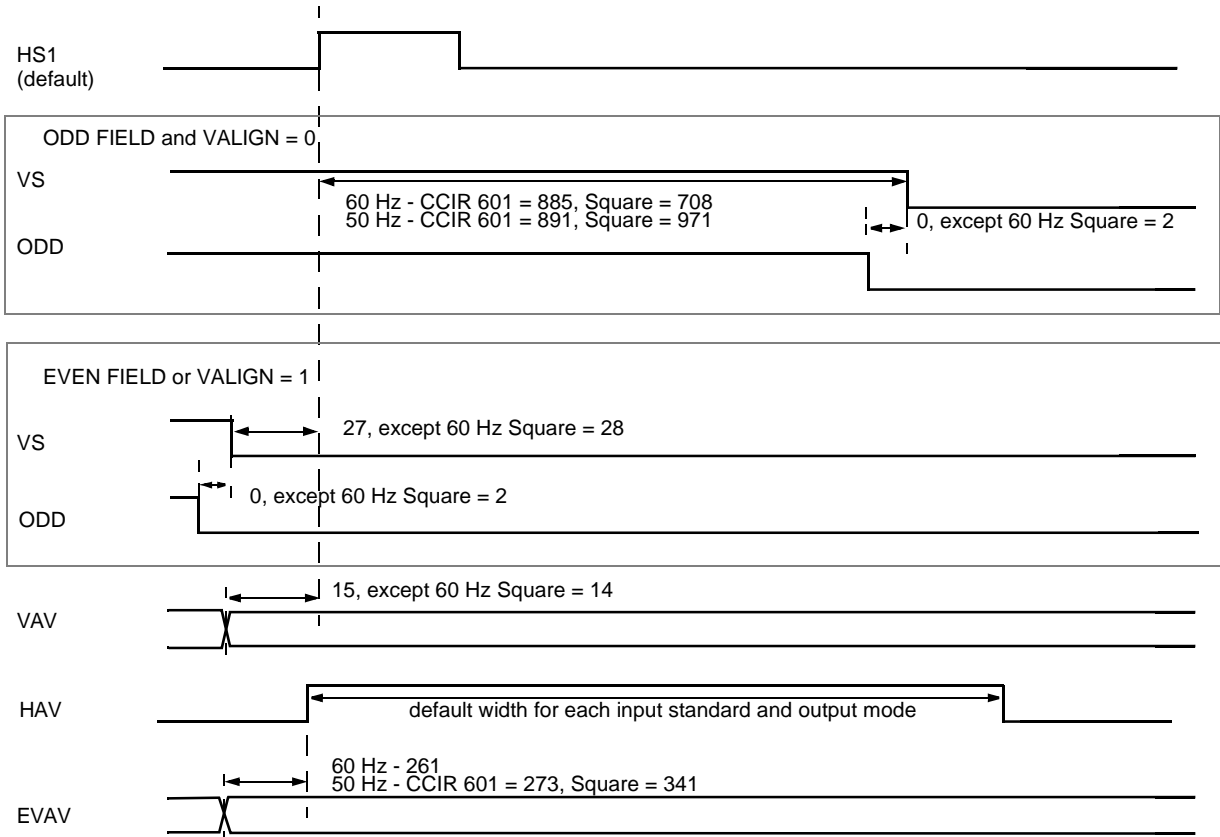 HS1
(default)
ODD FIELD and VALIGN = 0
VS
60 Hz - CCIR 601 = 885, Square = 708
50 Hz - CCIR 601 = 891, Square = 971
0, except 60 Hz Square = 2
ODD
EVEN FIELD or VALIGN = 1
VS
27, except 60 Hz Square = 28
0, except 60 Hz Square = 2
ODD
15, except 60 Hz Square = 14
VAV
HAV
default width for each input standard and output mode
60 Hz - 261
50 Hz - CCIR 601 = 273, Square = 341
EVAV